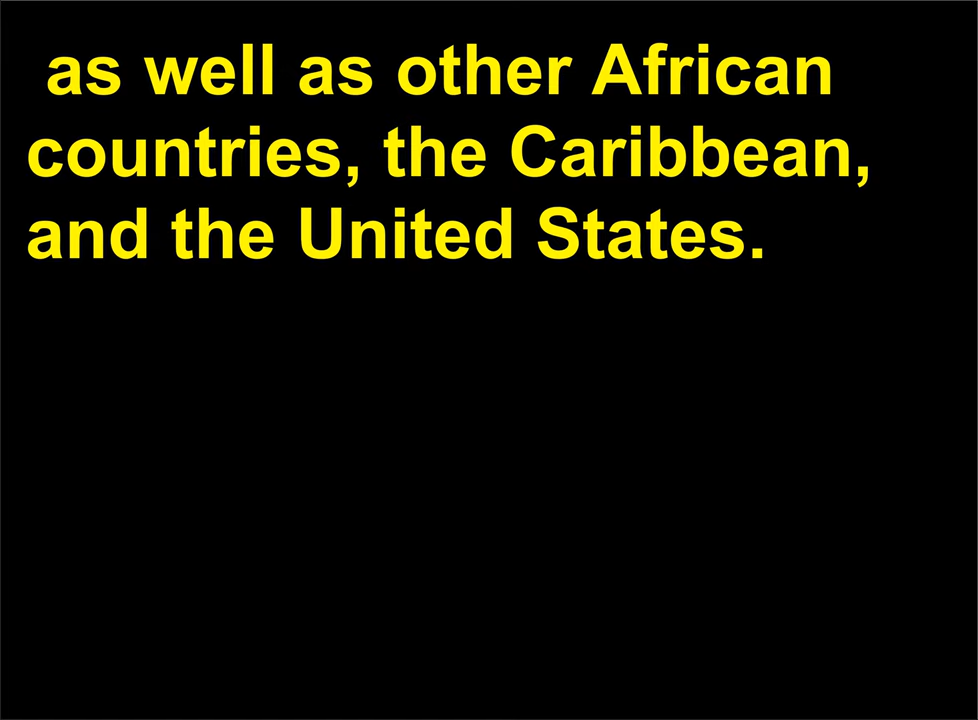 as well as other African
countries, the Caribbean,
and the United States.